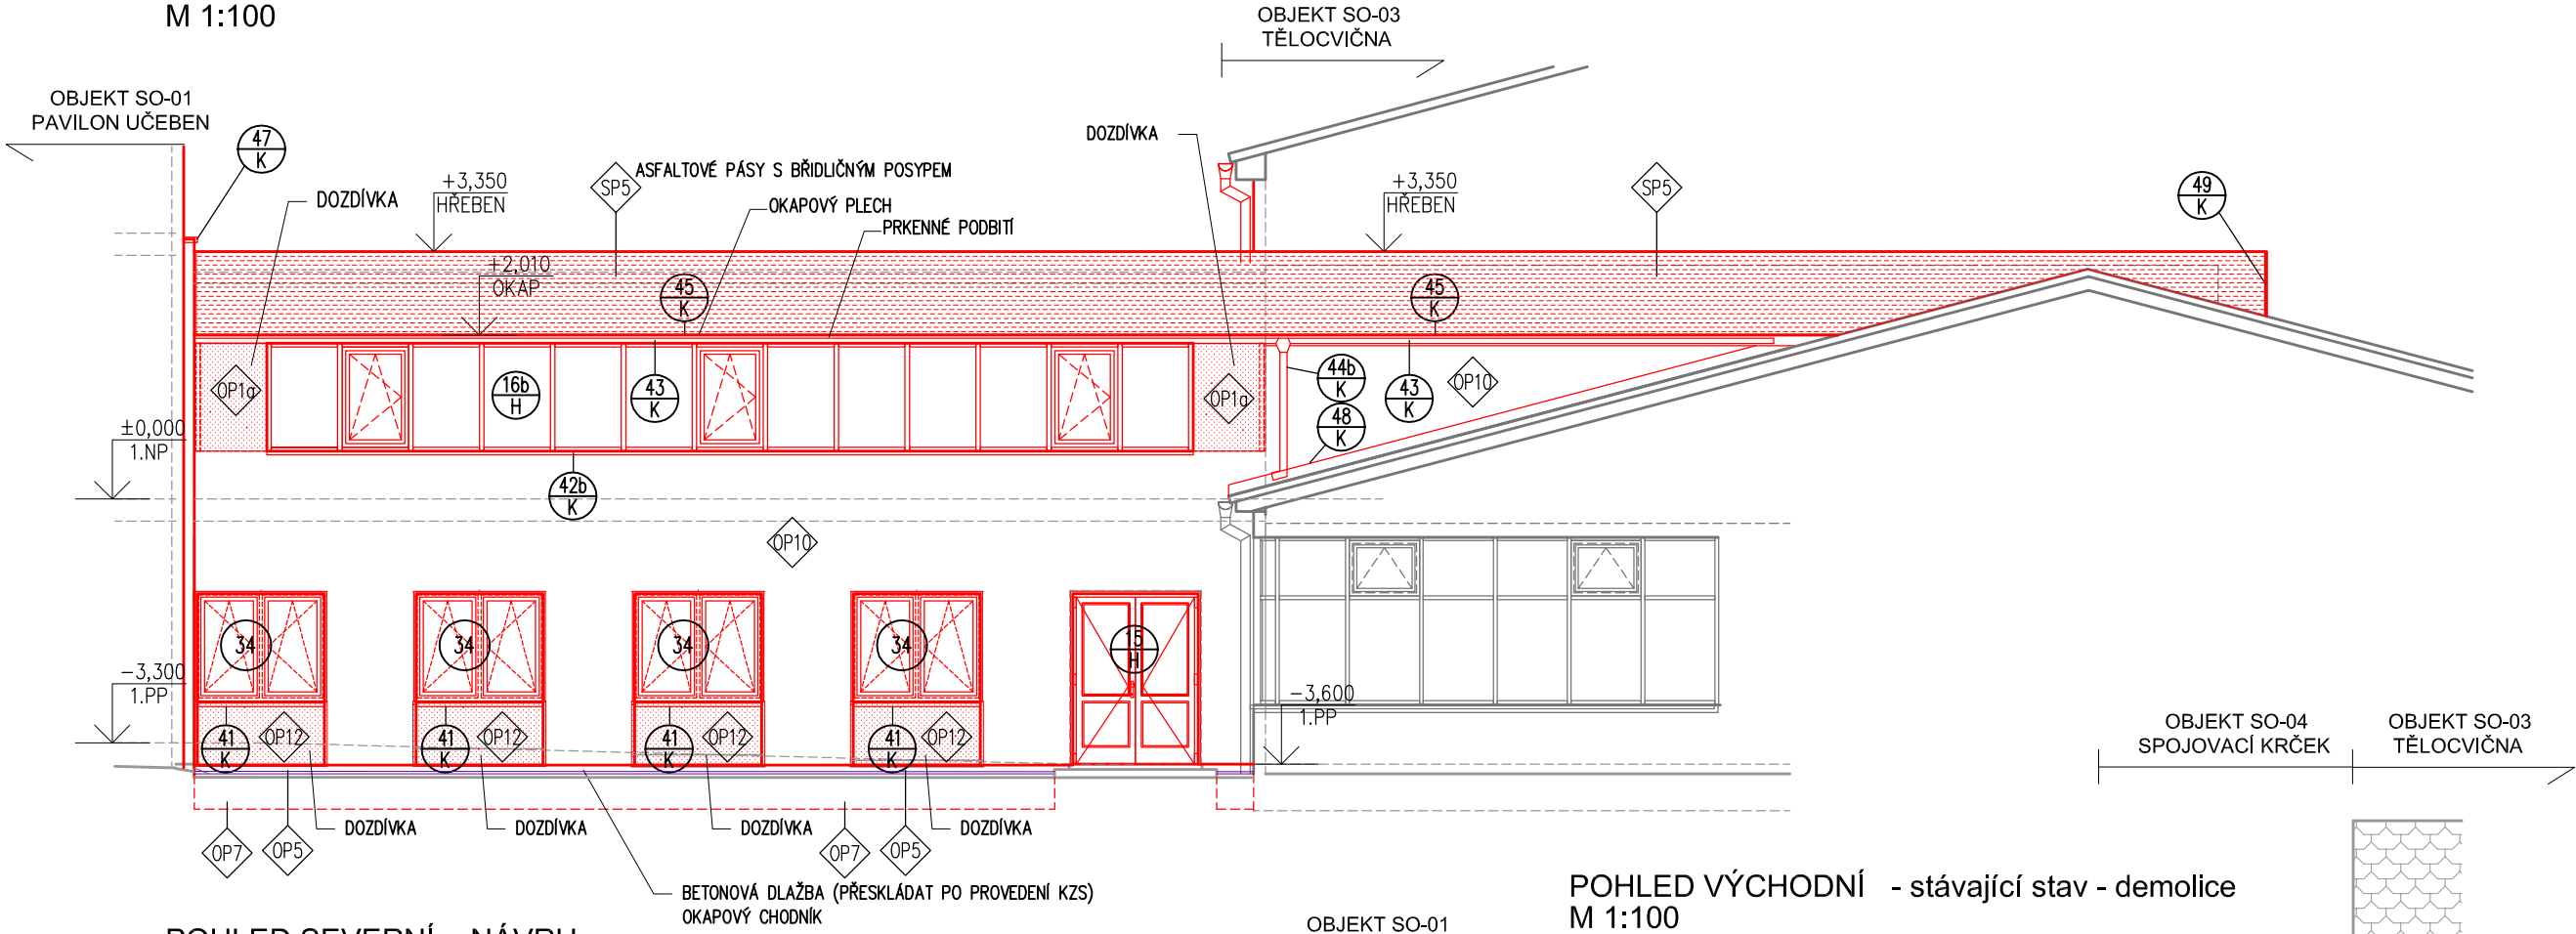 M 1:100
OBJEKT SO-03
TĚLOCVIČNA
OBJEKT SO-01
PAVILON UČEBEN
47
K
DOZDÍVKA
ASFALTOVÉ PÁSY S BŘIDLIČNÝM POSYPEM
SP5
+3,350
HŘEBEN
DOZDÍVKA
OKAPOVÝ PLECH
PRKENNÉ PODBITÍ
+3,350
HŘEBEN
SP5
49
K
+2,010
OKAP
45
K
45
K
OP1a
16b
H
43
K
OP1a
44b
K
43
K
OP10
48
K
±0,000
1.NP
42b
K
OP10
34
34
34
34
15
H
-3,300
1.PP
-3,600
1.PP
41
K
OP12
41
K
OP12
41
K
OP12
41
K
OP12
OBJEKT SO-04
SPOJOVACÍ KRČEK
OBJEKT SO-03
TĚLOCVIČNA
DOZDÍVKA
DOZDÍVKA
DOZDÍVKA
DOZDÍVKA
OP7
OP5
OP7
OP5
BETONOVÁ DLAŽBA (PŘESKLÁDAT PO PROVEDENÍ KZS)
OKAPOVÝ CHODNÍK
POHLED VÝCHODNÍ - stávající stav - demolice
M 1:100
OBJEKT SO-01
POHLED SEVERNÍ - NÁVRH